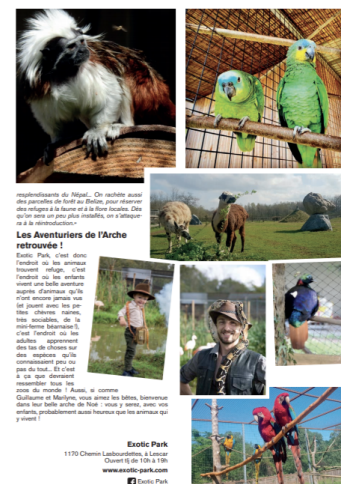 resplendissants du Népal... On rachète aussi
des parcelles de forêt au Belize, pour réserver
des refuges à la faune et à la flore locales. Dès
qu'on sera un peu plus installés, on s'attaque-
ra à la réintroduction.»
Les Aventuriers de l'Arche
retrouvée !
Exotic Park, c'est donc
l'endroit où les animaux
trouvent refuge, c'est
l'endroit où les enfants
vivent une belle aventure
auprès d'animaux qu'ils
n'ont encore jamais vue
(et jouent avec les pe-
tites chèvres naines,
très sociables, de la
mini-ferme béarnaise !),
c'est l'endroit où les
adultes apprennent
des tas de choses sur
des espèces qu'ils
connaissaient peu ou
pas du tout... Et c'est
à ça que devraient
ressembler tous les
zoos du monde ! Aussi, si comme
Guillaume et Marilyne, vous aimez les bêtes, bienvenue
dans leur belle arche de Noé : vous y serez, avec vos
enfants, probablement aussi heureux que les animaux qui
y vivent !
Exotic Park
1170 Chemin Lasbourdettes, à Lescar
Ouvert tlj de 10h à 19h
www.exotic-park.com
Exotic Park